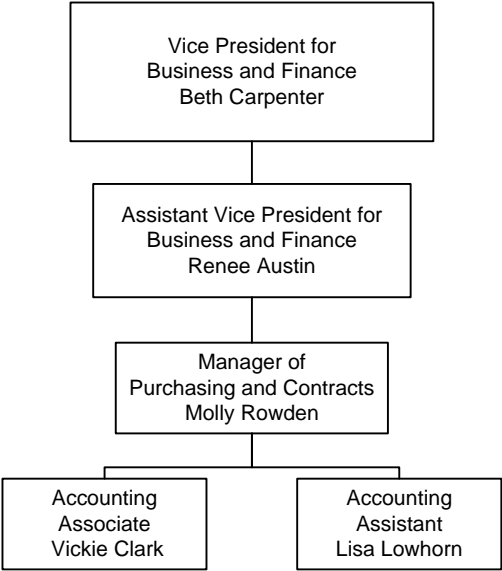 Vice President for
Business and Finance
Beth Carpenter
Assistant Vice President for
Business and Finance
Renee Austin
Manager of
Purchasing and Contracts
Molly Rowden
Accounting
Associate
Vickie Clark
Accounting
Assistant
Lisa Lowhorn